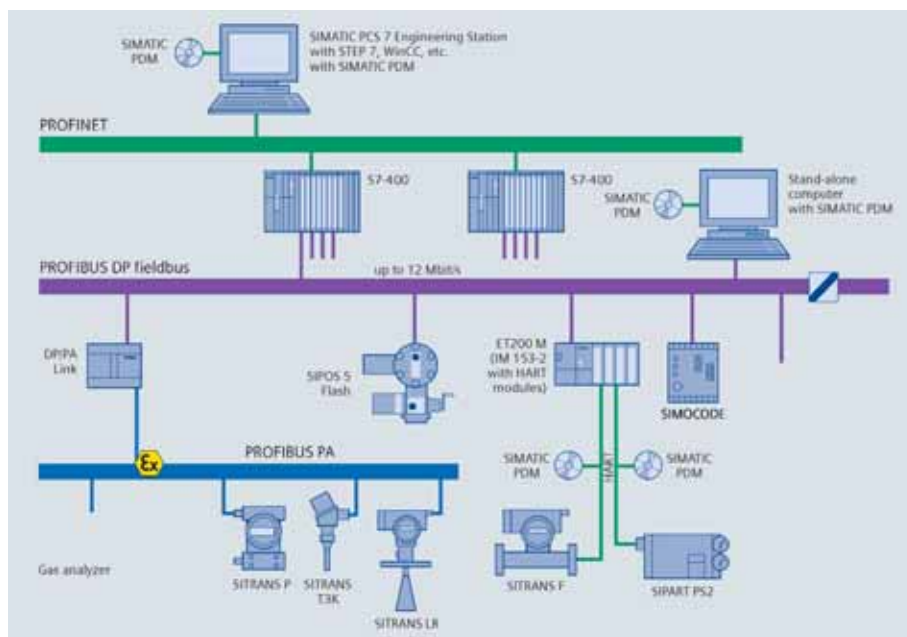 SIMATIC
PDM
SIMATIC PCS 7 Engineering Station
with STEP 7, WinCC, etc.
with SIMATIC PDM
PROFINET
S7-400
S7-400
SIMATIC
PDM
Stand-alone
computer
with SIMATIC PDM
PROFIBUS DP fieldbus
up to 12 Mbit/s
DP/PA
Link
SIPOS 5
Flash
ET200 M
(IM 153-2
with HART
modules)
SIMOCODE
PROFIBUS PA
Ex
SIMATIC
PDM
HART
SIMATIC
PDM
Gas analyzer
SITRANS P
SITRANS
T3K
SITRANS LR
SITRANS F
SIPART PS2